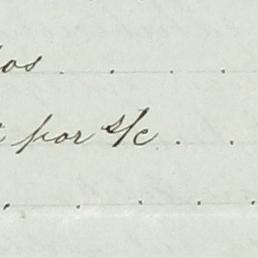 os . . . .
por s/c . .